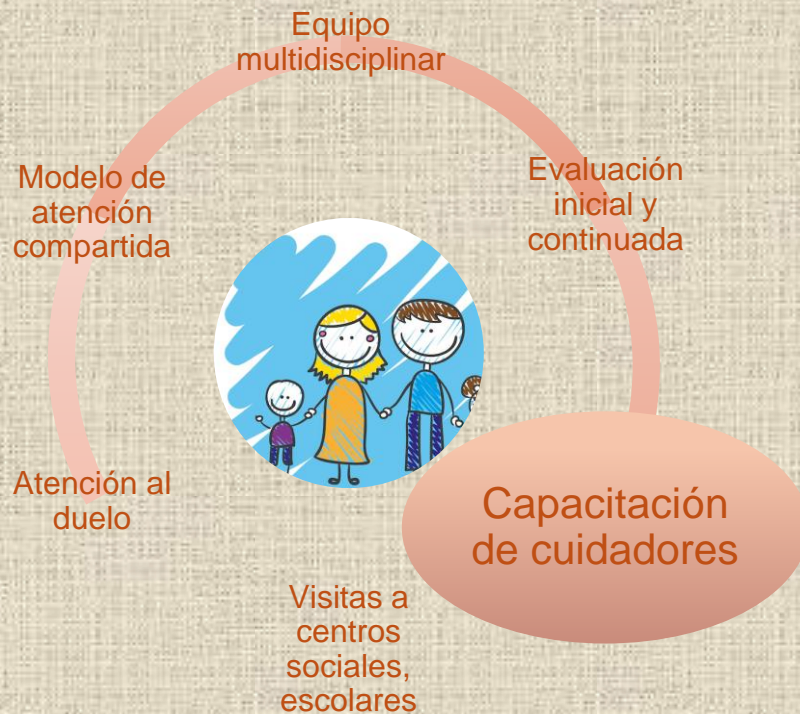 Equipo
multidisciplinar
Evaluación
inicial y
continuada
Capacitación
de cuidadores
Visitas a
centros
sociales,
escolares
Atención al
duelo
Modelo de
atención
compartida